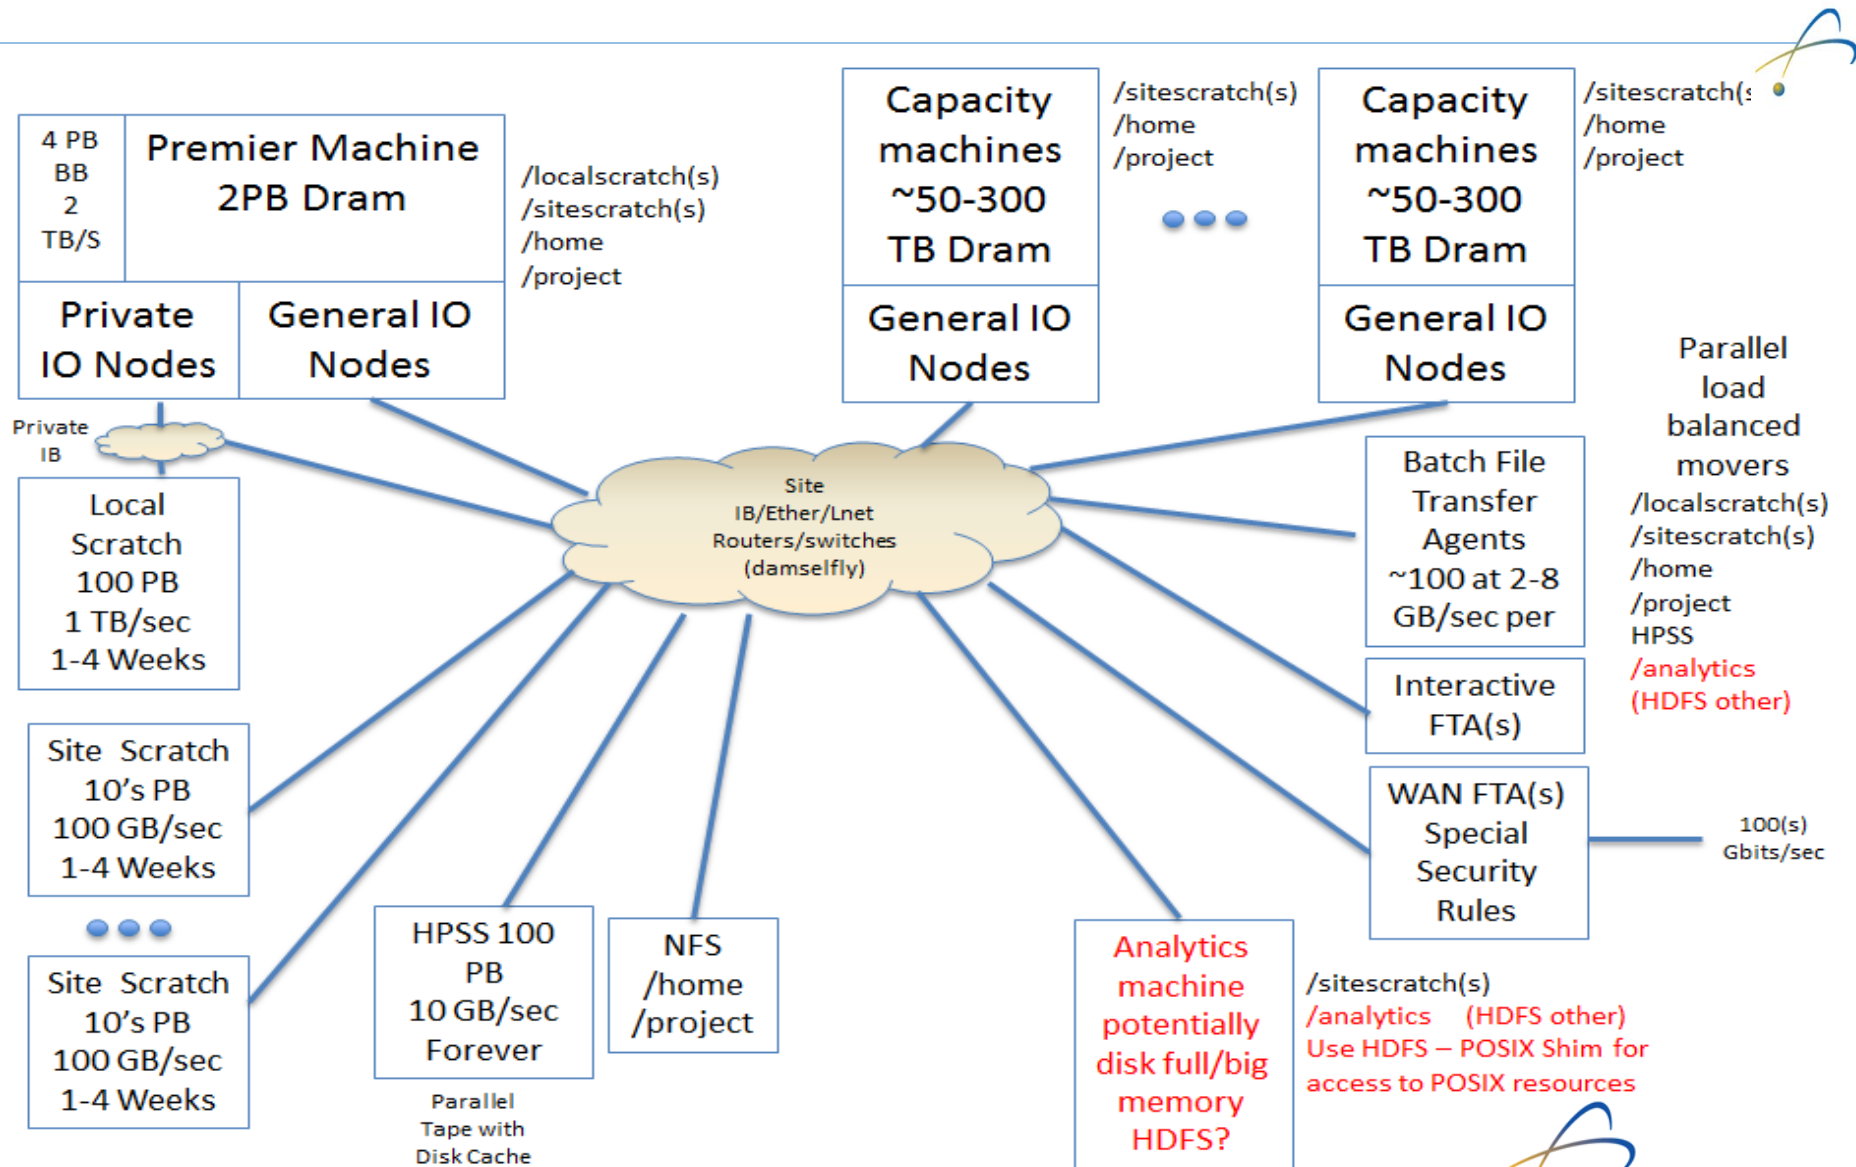 4 PB
BB
2
TB/S
Premier Machine
2PB Dram
Private
IO Nodes
General IO
Nodes
/localscratch(s)
/sitescratch(s)
/home
/project
Capacity
machines
~50-300
TB Dram
General IO
Nodes
/sitescratch(s)
/home
/project
Capacity
machines
~50-300
TB Dram
General IO
Nodes
/sitescratch(s
/home
/project
Private
IB
Local
Scratch
100 PB
1 TB/sec
1-4 Weeks
Site
IB/Ether/Lnet
Routers/switches
(damselfly)
Batch File
Transfer
Agents
~100 at 2-8
GB/sec per
Parallel
load
balanced
movers
/localscratch(s)
/sitescratch(s)
/home
/project
HPSS
/analytics
(HDFS other)
Interactive
FTA(s)
WAN FTA(s)
Special
Security
Rules
100(s)
Gbits/sec
Site Scratch
10's PB
100 GB/sec
1-4 Weeks
Site Scratch
10's PB
100 GB/sec
1-4 Weeks
HPSS 100
PB
10 GB/sec
Forever
Parallel
Tape with
Disk Cache
NFS
/home
/project
Analytics
machine
potentially
disk full/big
memory
HDFS?
/sitescratch(s)
/analytics (HDFS other)
Use HDFS – POSIX Shim for
access to POSIX resources